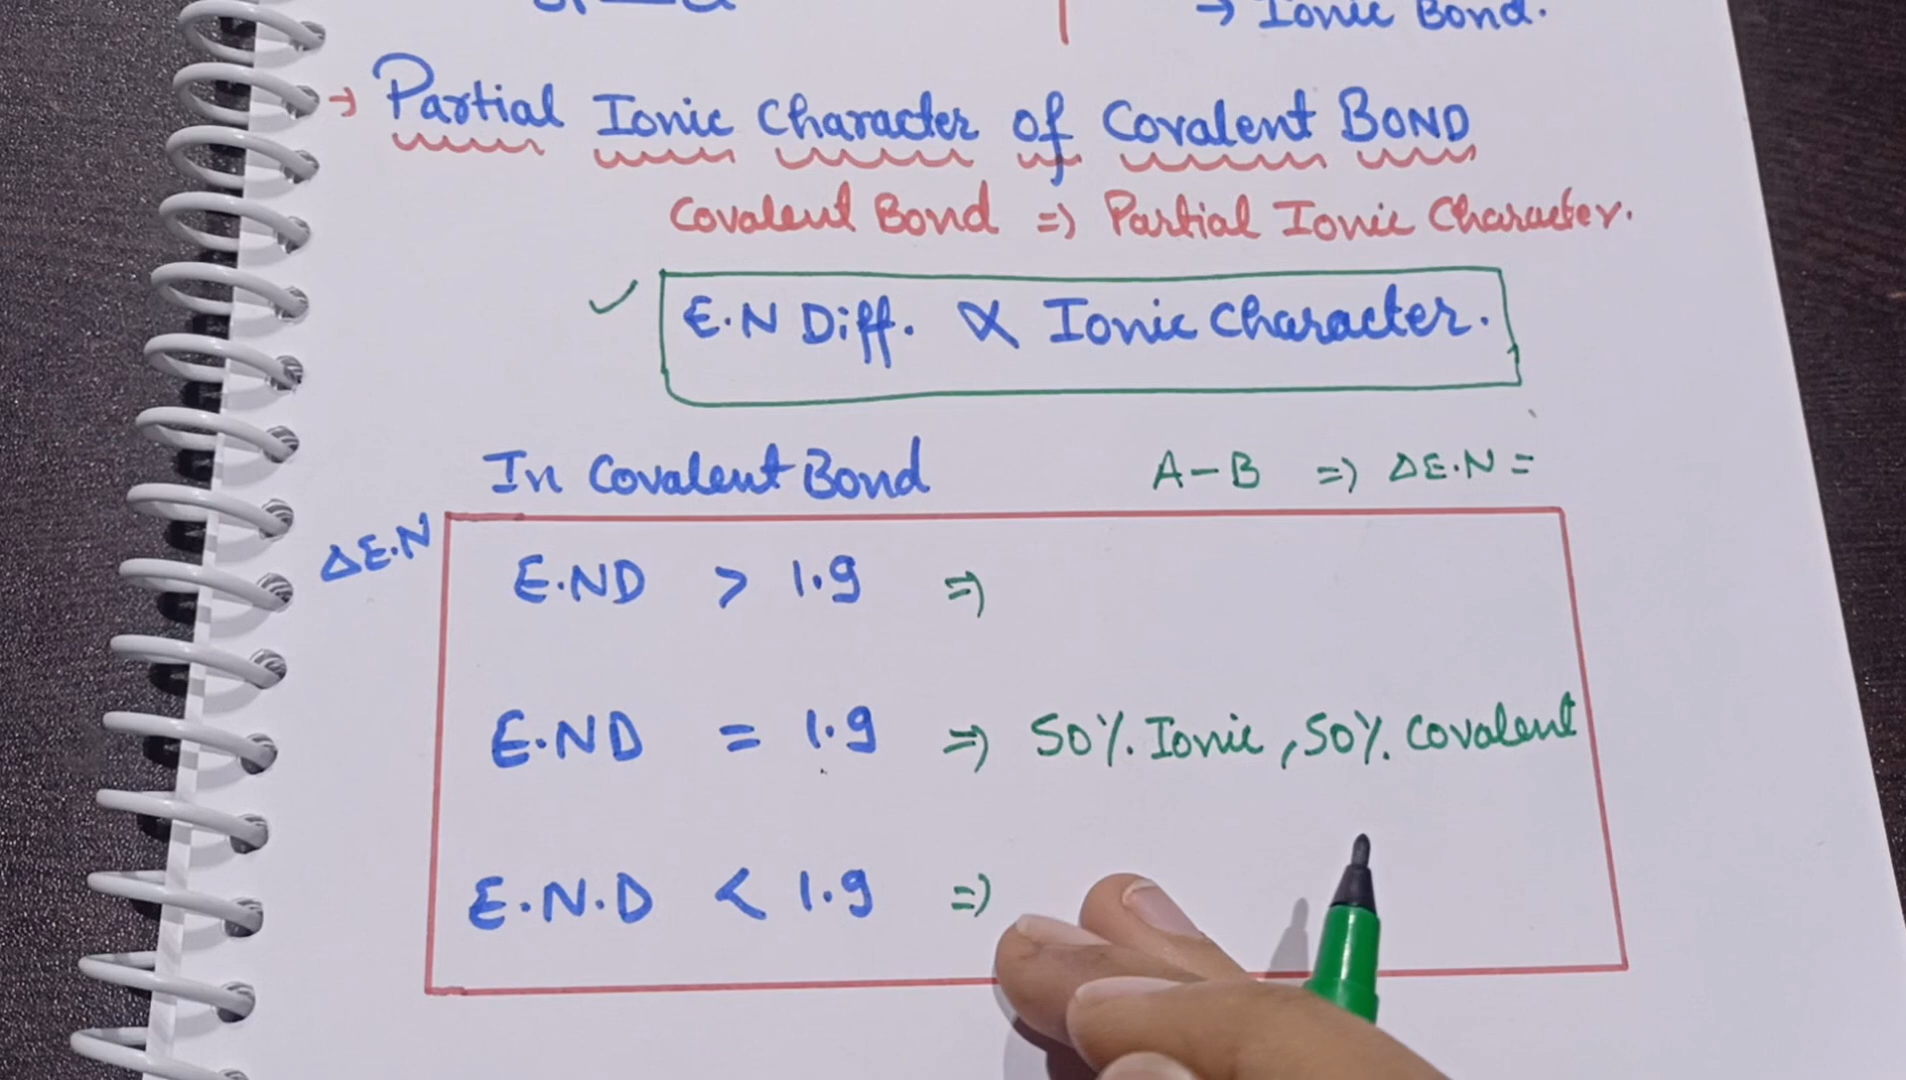 → Ionic Bond.
→ Partial Ionic Character of Covalent BOND
Covalent Bond => Partial Ionic Character.
✓ E.N Diff. ∝ Ionic Character.
In Covalent Bond A-B => ΔE.N =
ΔE.N
E.ND > 1.9 =>
E.ND = 1.9 => 50% Ionic, 50% Covalent
E.N.D < 1.9 =>